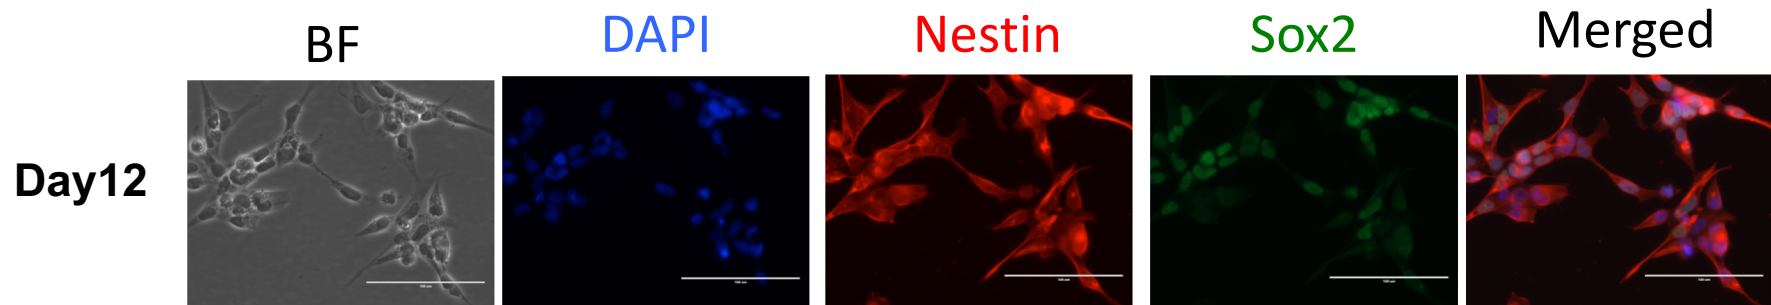 BF
DAPI
Nestin
Sox2
Merged
Day12